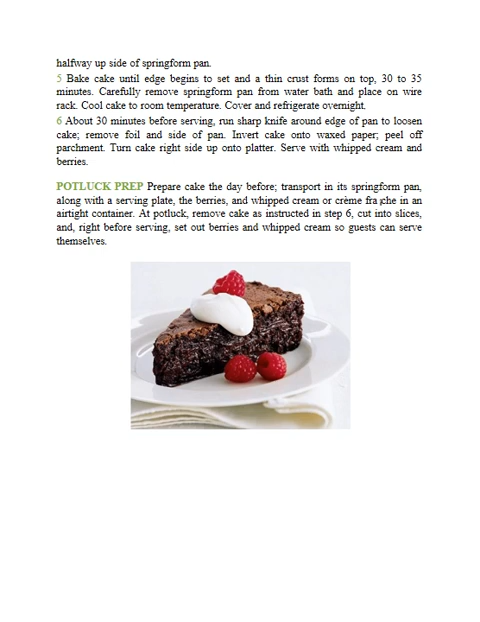 halfway up side of springform pan.
5 Bake cake until edge begins to set and a thin crust forms on top, 30 to 35
minutes. Carefully remove springform pan from water bath and place on wire
rack. Cool cake to room temperature. Cover and refrigerate overnight.
6 About 30 minutes before serving, run sharp knife around edge of pan to loosen
cake; remove foil and side of pan. Invert cake onto waxed paper; peel off
parchment. Turn cake right side up onto platter. Serve with whipped cream and
berries.
POTLUCK PREP Prepare cake the day before; transport in its springform pan,
along with a serving plate, the berries, and whipped cream or crème fra¡che in an
airtight container. At potluck, remove cake as instructed in step 6, cut into slices,
and, right before serving, set out berries and whipped cream so guests can serve
themselves.